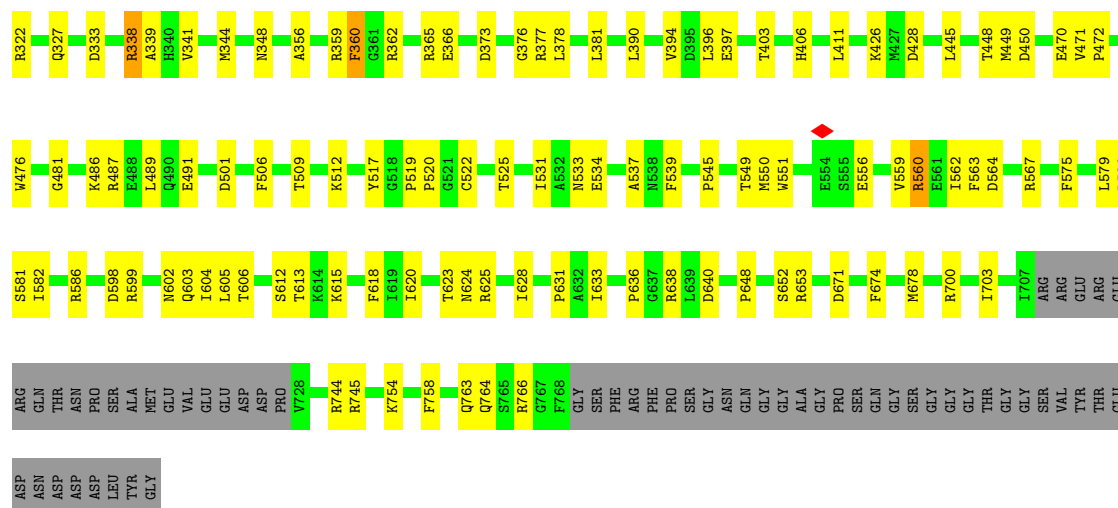 R322 Q327 D333 R338 A339 H340 V341 M344 N348 A356 R359 F360 G361 R362 R365 E366 D373 G376 R377 L378 L381 L390 V394 D395 L396 E397 T403 H406 L411 K426 M427 D428 L445 T448 M449 D450 E470 V471 P472
W476 G481 K486 R487 E488 L489 Q490 E491 D501 F506 T509 K512 Y517 G518 P519 P520 G521 C522 T525 I531 A532 N533 E534 A537 N538 F539 P545 T549 M550 W551 E554 S555 E556 V559 R560 E561 I562 F563 D564 R567 F575 L579
S581 I582 R586 D598 R599 N602 Q603 I604 L605 T606 S612 T613 K614 K615 F618 I619 I620 T623 N624 R625 I628 P631 A632 I633 P636 G637 R638 L639 D640 P648 S652 R653 D671 F674 M678 R700 I703 I707 ARG ARG GLU ARG GLU
ARG GLN THR ASN PRO SER ALA MET GLU VAL GLU GLU ASP ASP PRO V728 R744 R745 K754 F758 Q763 Q764 S765 R766 G767 F768 GLY SER PHE ARG PHE PRO SER GLY ASN GLN GLY GLY ALA GLY PRO SER GLN GLY SER GLY GLY GLY THR GLY GLY SER VAL TYR THR GLU
ASP ASN ASP ASP ASP LEU TYR GLY